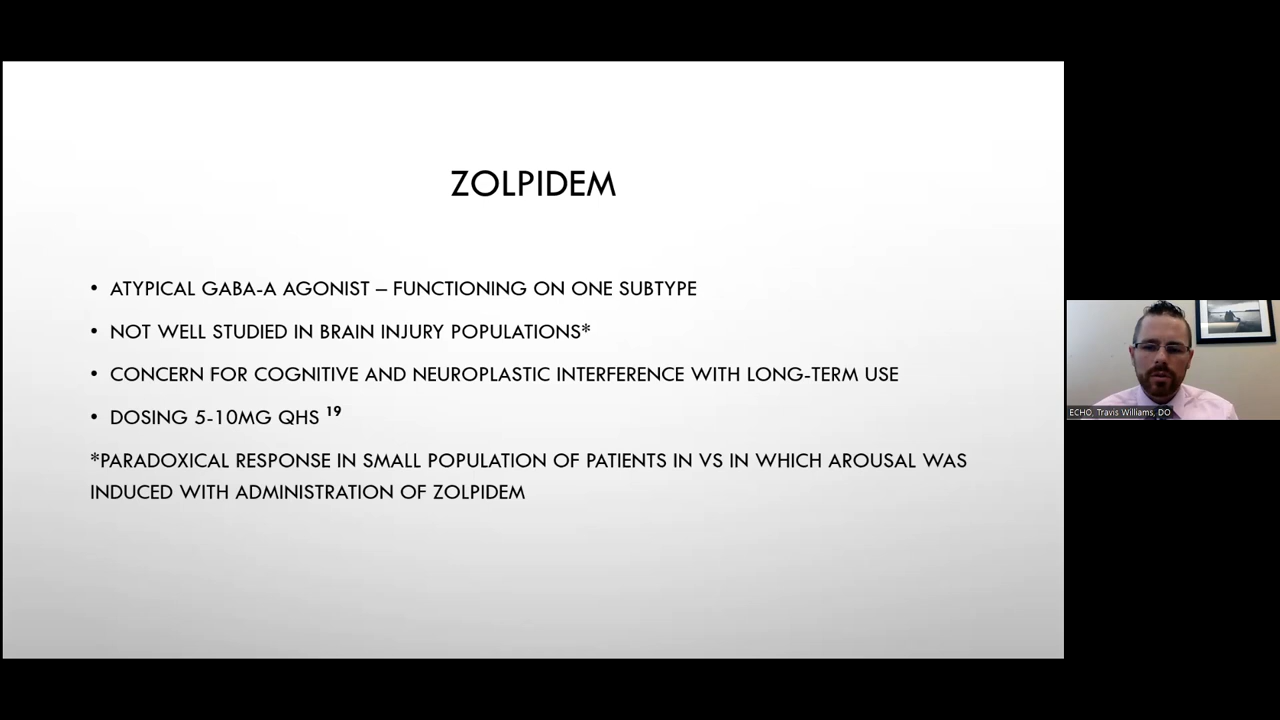 ZOLPIDEM
• ATYPICAL GABA-A AGONIST – FUNCTIONING ON ONE SUBTYPE
• NOT WELL STUDIED IN BRAIN INJURY POPULATIONS*
• CONCERN FOR COGNITIVE AND NEUROPLASTIC INTERFERENCE WITH LONG-TERM USE
• DOSING 5-10MG QHS 19
*PARADOXICAL RESPONSE IN SMALL POPULATION OF PATIENTS IN VS IN WHICH AROUSAL WAS
INDUCED WITH ADMINISTRATION OF ZOLPIDEM
ECHO, Travis Williams, DO